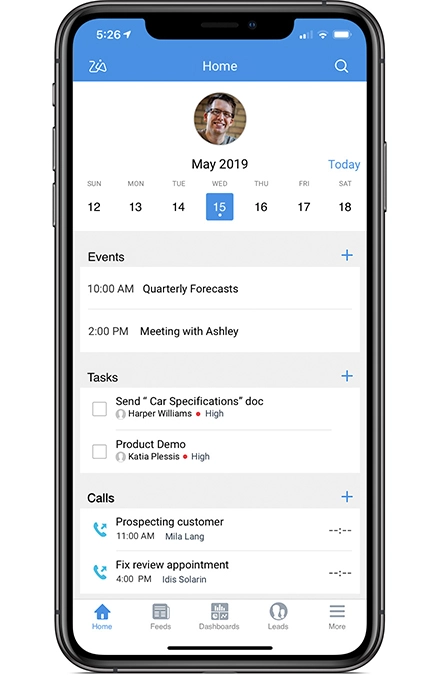 5:26
Home
May 2019
Today
SUN MON TUE WED THU FRI SAT
12 13 14 15 16 17 18
Events +
10:00 AM Quarterly Forecasts
2:00 PM Meeting with Ashley
Tasks +
Send “ Car Specifications” doc
Harper Williams • High
Product Demo
Katia Plessis • High
Calls +
Prospecting customer
11:00 AM Mila Lang --:--
Fix review appointment
4:00 PM Idis Solarin --:--
Home Feeds Dashboards Leads More